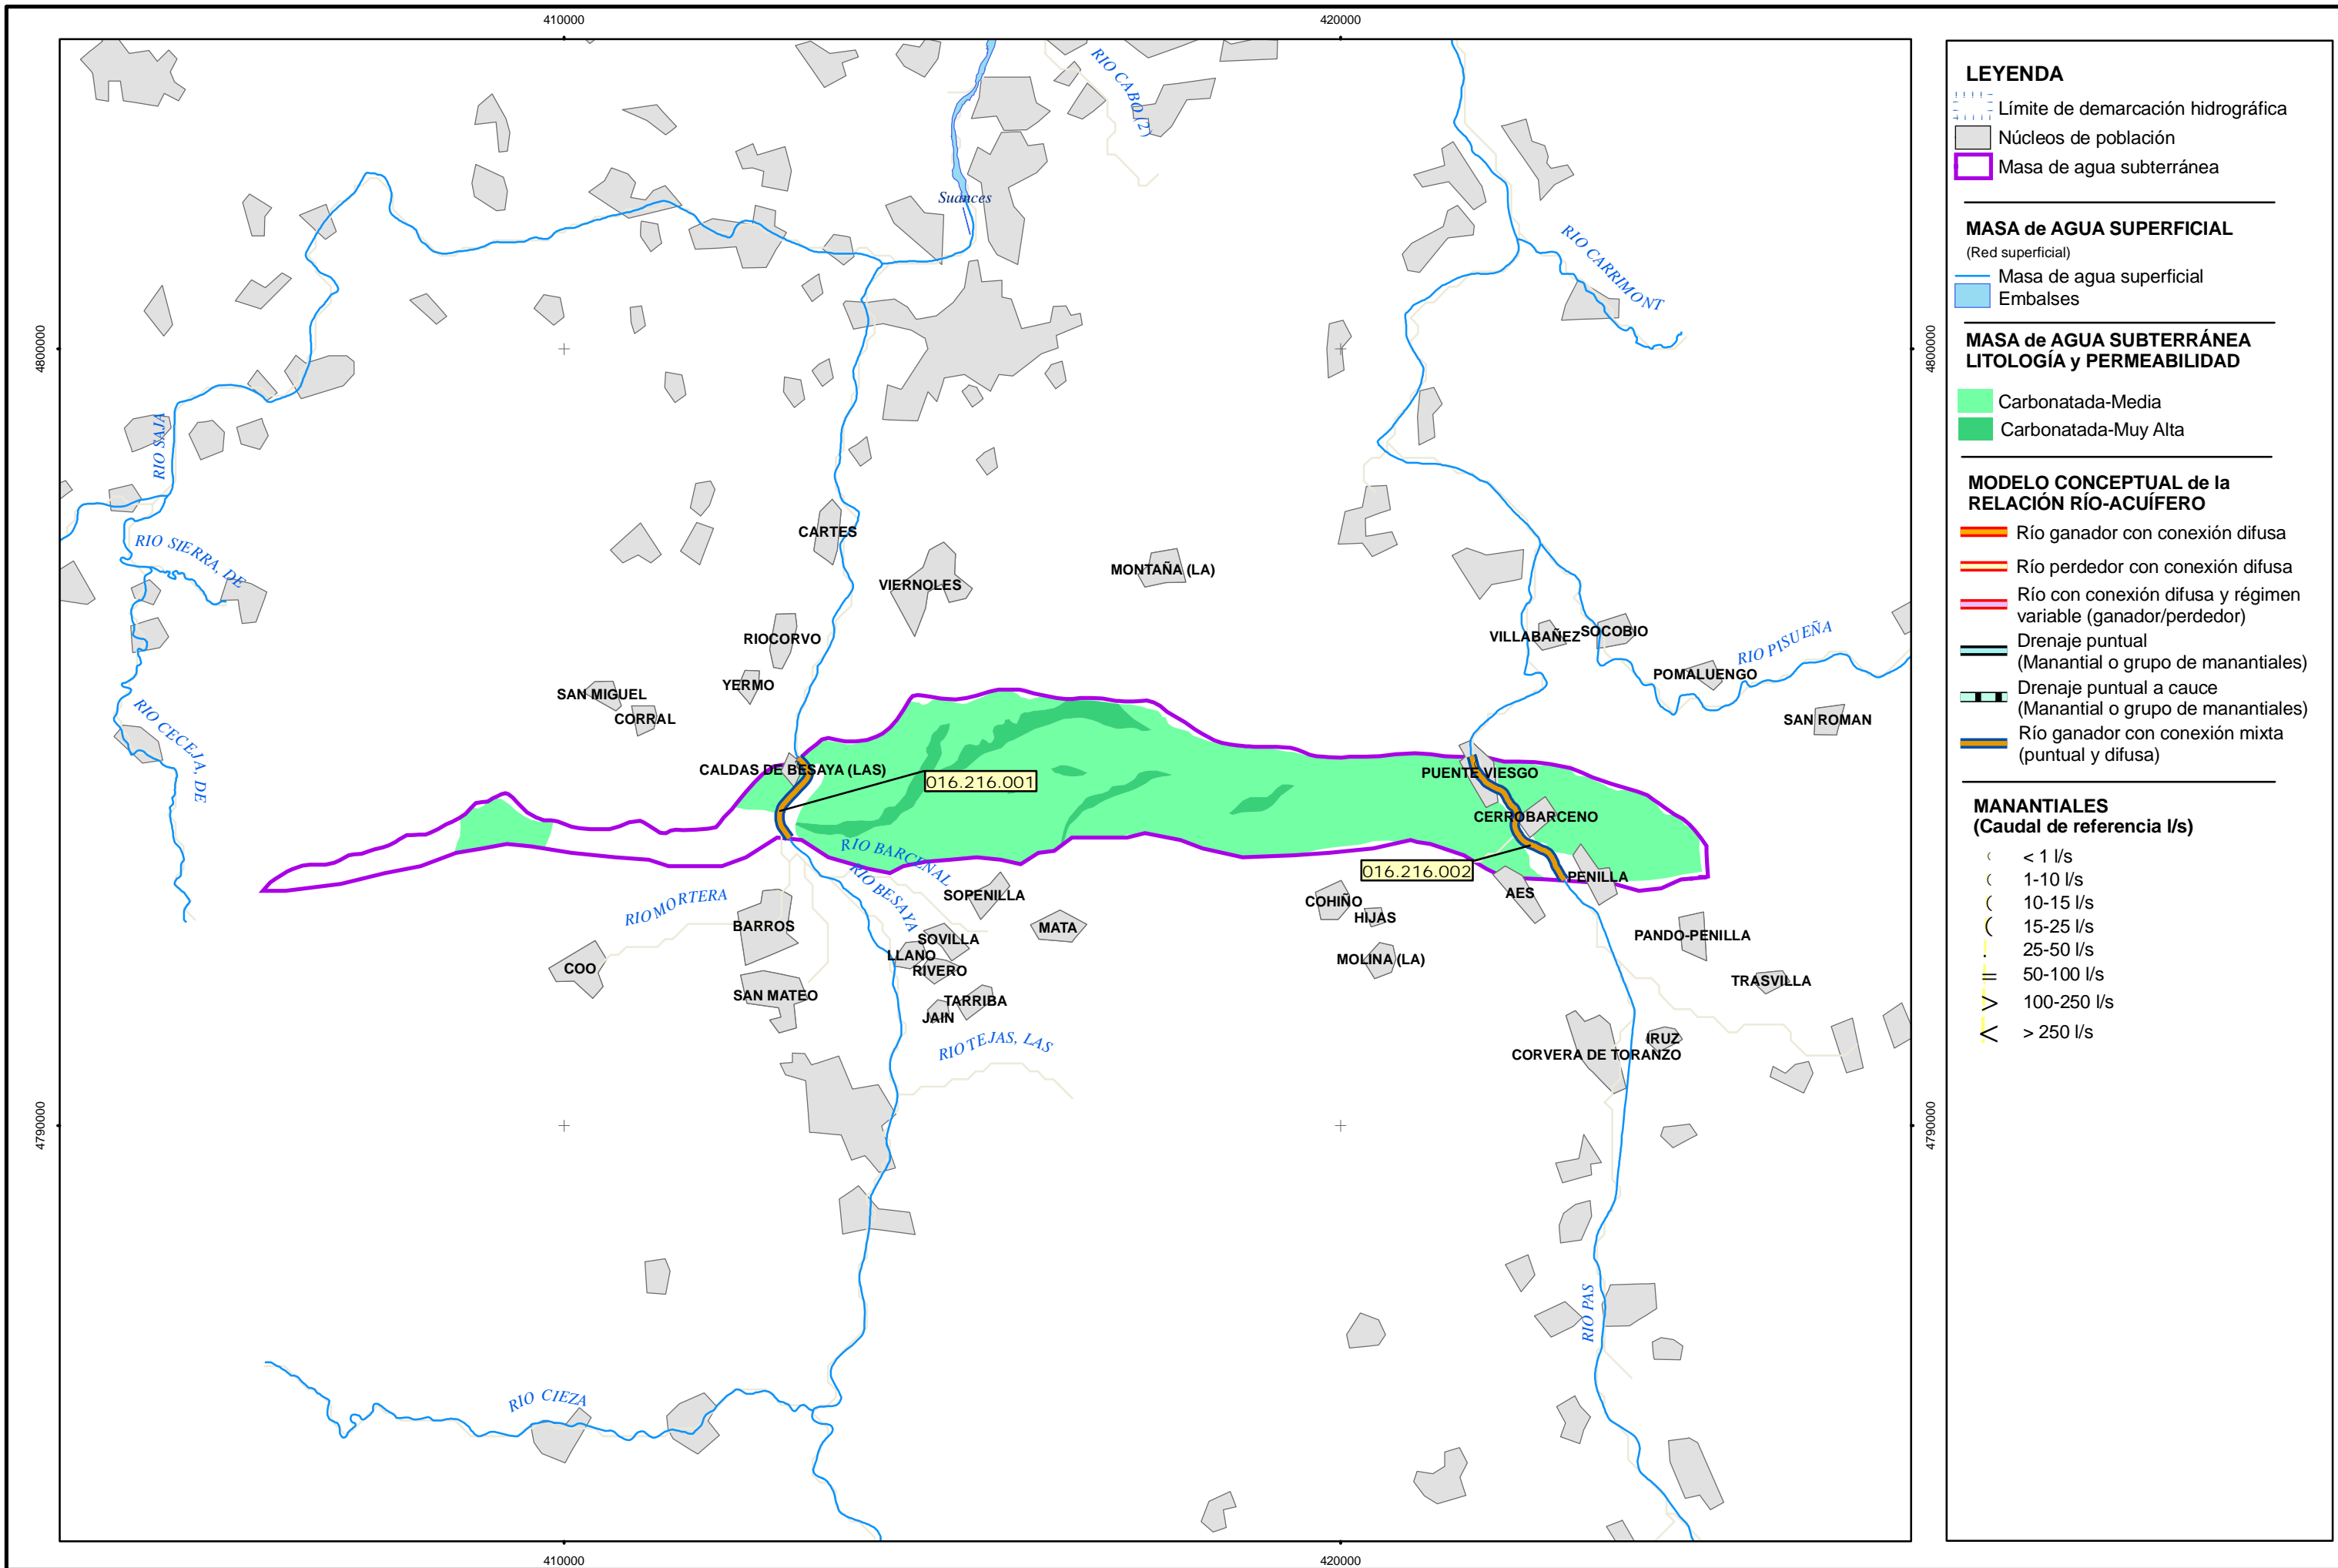 410000
420000
RIO CABO (2)
Suances
RIO CARRIMONT
4800000
4800000
RIO SAJA
RIO SIERRA, DE
CARTES
MONTAÑA (LA)
VIERNOLES
RIOCORVO
VILLABAÑEZ
SOCOBIO
RIO PISUEÑA
POMALUENGO
YERMO
SAN MIGUEL
CORRAL
SAN ROMAN
RIO CECEJA, DE
CALDAS DE BESAYA (LAS)
016.216.001
PUENTE VIESGO
CERROBARCENO
RIO BARCENAL
016.216.002
RIO BESAYA
PENILLA
AES
SOPENILLA
COHIÑO
HIJAS
RIO MORTERA
BARROS
MATA
SOVILLA
PANDO-PENILLA
LLANO
RIVERO
MOLINA (LA)
COO
TRASVILLA
SAN MATEO
TARRIBA
JAIN
IRUZ
RIO TEJAS, LAS
CORVERA DE TORANZO
4790000
4790000
RIO PAS
RIO CIEZA
410000
420000
LEYENDA
Límite de demarcación hidrográfica
Núcleos de población
Masa de agua subterránea
MASA de AGUA SUPERFICIAL
(Red superficial)
Masa de agua superficial
Embalses
MASA de AGUA SUBTERRÁNEA
LITOLOGÍA y PERMEABILIDAD
Carbonatada-Media
Carbonatada-Muy Alta
MODELO CONCEPTUAL de la
RELACIÓN RÍO-ACUÍFERO
Río ganador con conexión difusa
Río perdedor con conexión difusa
Río con conexión difusa y régimen
variable (ganador/perdedor)
Drenaje puntual
(Manantial o grupo de manantiales)
Drenaje puntual a cauce
(Manantial o grupo de manantiales)
Río ganador con conexión mixta
(puntual y difusa)
MANANTIALES
(Caudal de referencia l/s)
( < 1 l/s
( 1-10 l/s
( 10-15 l/s
( 15-25 l/s
. 25-50 l/s
= 50-100 l/s
> 100-250 l/s
< > 250 l/s